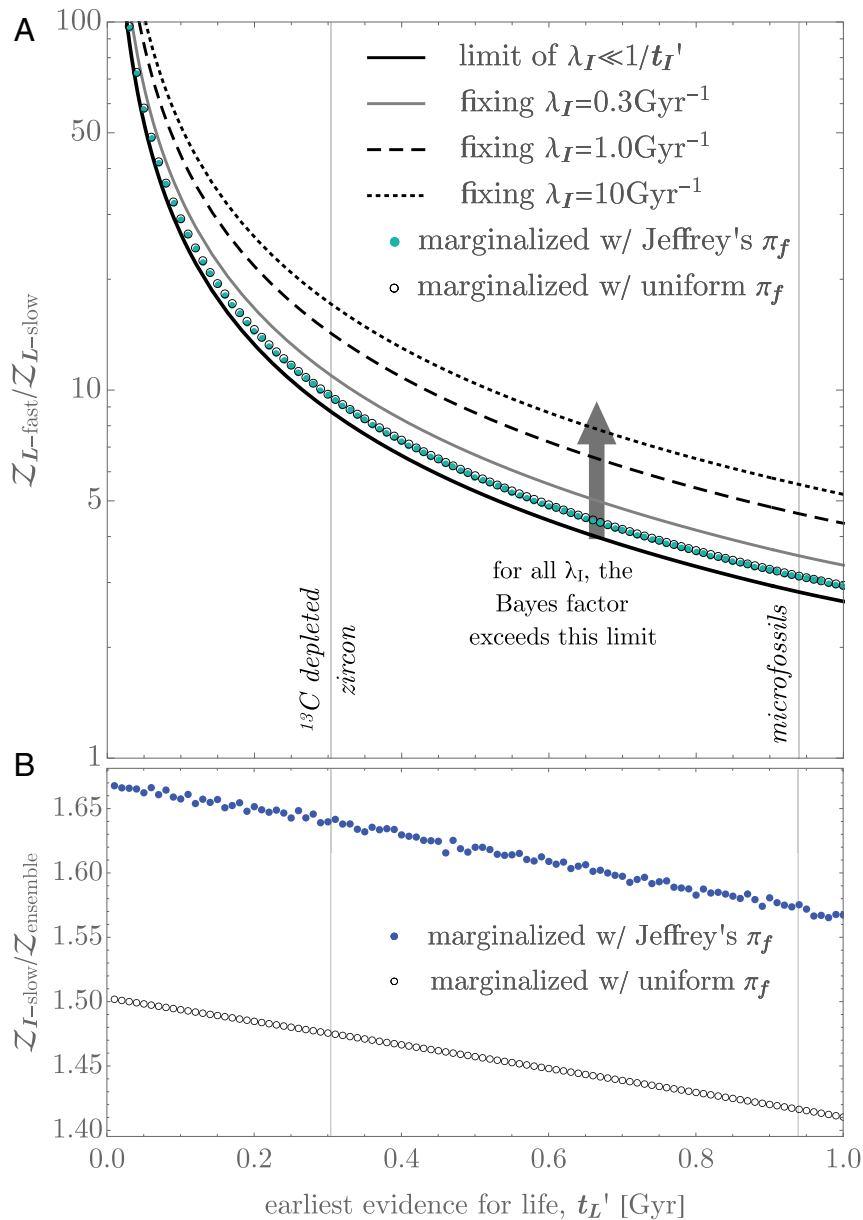 A
100
50
10
5
1
𝒵L−fast/𝒵L−slow
limit of λI≪1/tI'
fixing λI=0.3Gyr⁻¹
fixing λI=1.0Gyr⁻¹
fixing λI=10Gyr⁻¹
marginalized w/ Jeffrey's πf
marginalized w/ uniform πf
for all λI, the
Bayes factor
exceeds this limit
¹³C depleted
zircon
microfossils
B
1.65
1.60
1.55
1.50
1.45
1.40
𝒵I−slow/𝒵ensemble
marginalized w/ Jeffrey's πf
marginalized w/ uniform πf
0.0 0.2 0.4 0.6 0.8 1.0
earliest evidence for life, tL' [Gyr]